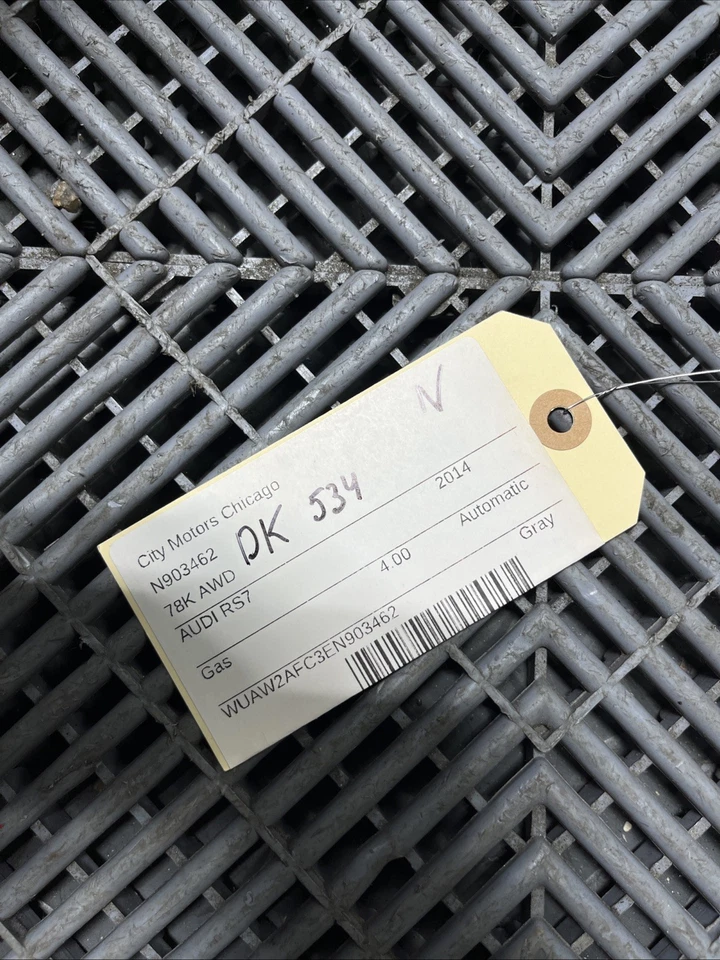 N
City Motors Chicago
N903462 DK 534
78K AWD
AUDI RS7 2014
Gas 4.00 Automatic
WUAW2AFC3EN903462 Gray